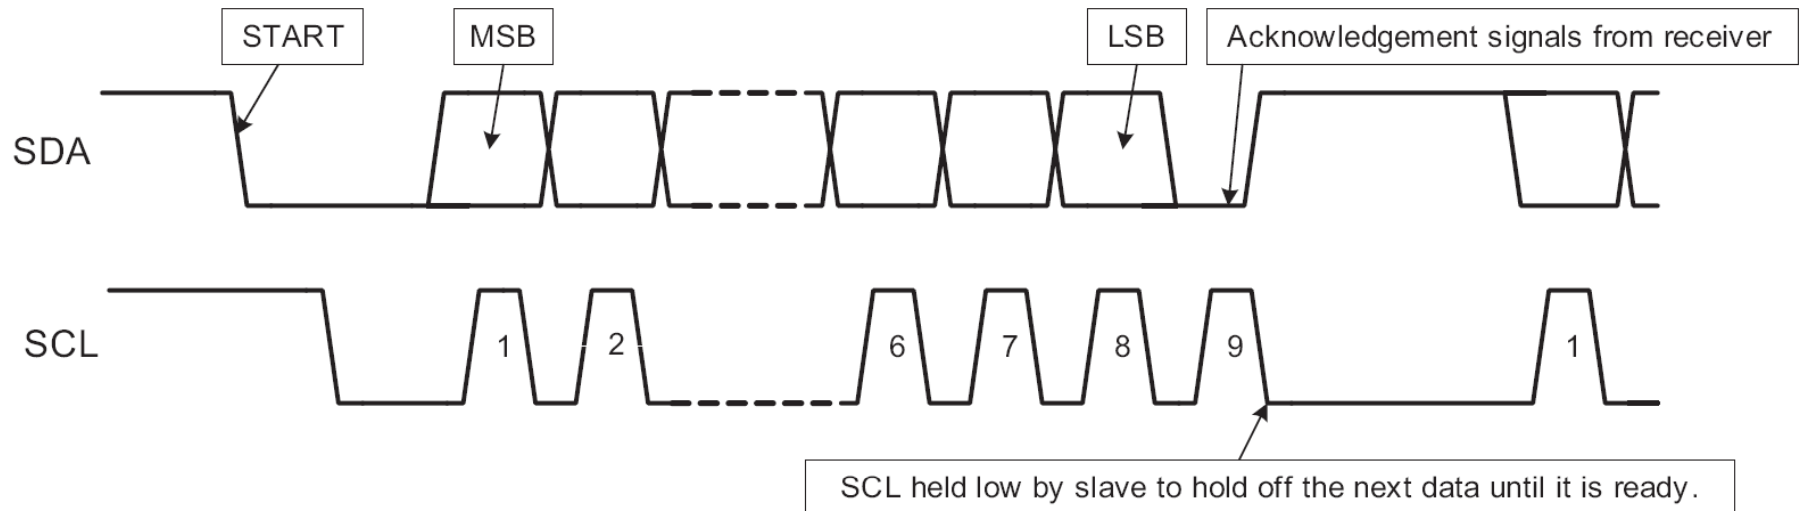 START
MSB
LSB
Acknowledgement signals from receiver
SDA
SCL
1
2
6
7
8
9
1
SCL held low by slave to hold off the next data until it is ready.